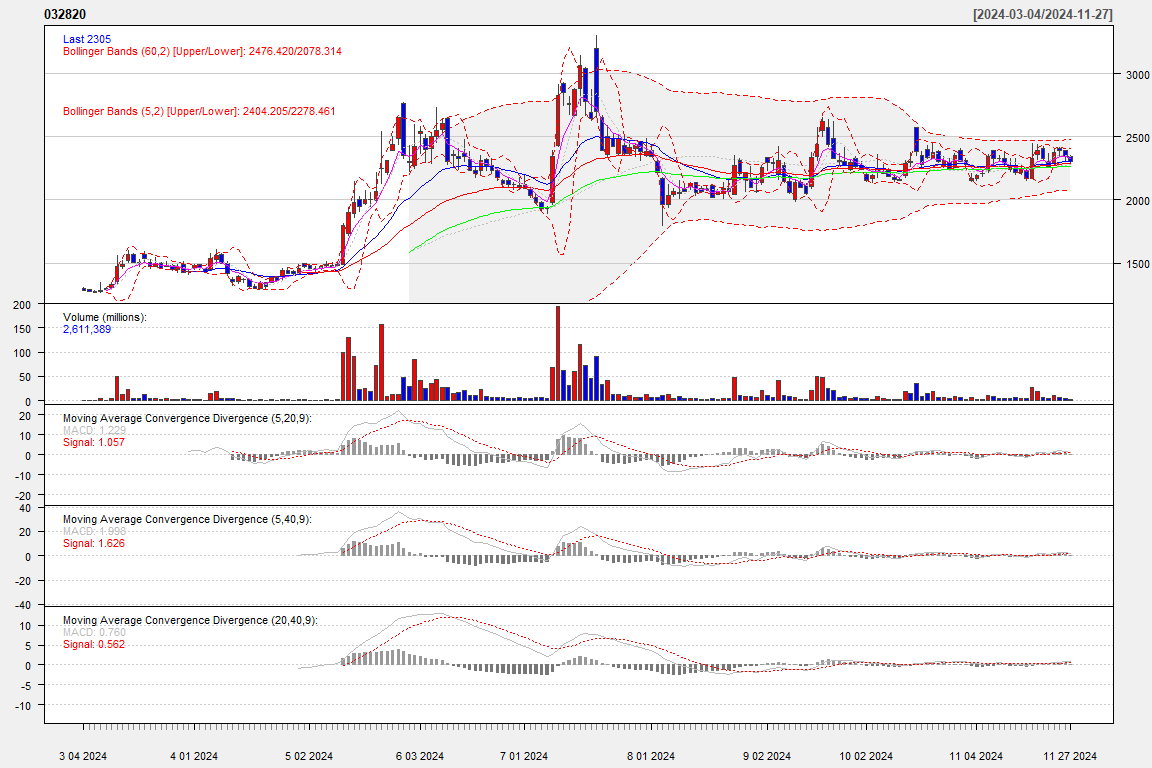 032820
[2024-03-04/2024-11-27]
Last 2305
Bollinger Bands (60,2) [Upper/Lower]: 2476.420/2078.314
Bollinger Bands (5,2) [Upper/Lower]: 2404.205/2278.461
3000
2500
2000
1500
Volume (millions):
2,611,389
200
150
100
50
0
Moving Average Convergence Divergence (5,20,9):
MACD: 1.229
Signal: 1.057
20
10
0
-10
-20
Moving Average Convergence Divergence (5,40,9):
MACD: 1.998
Signal: 1.626
40
20
0
-20
-40
Moving Average Convergence Divergence (20,40,9):
MACD: 0.760
Signal: 0.562
10
5
0
-5
-10
3 04 2024
4 01 2024
5 02 2024
6 03 2024
7 01 2024
8 01 2024
9 02 2024
10 02 2024
11 04 2024
11 27 2024